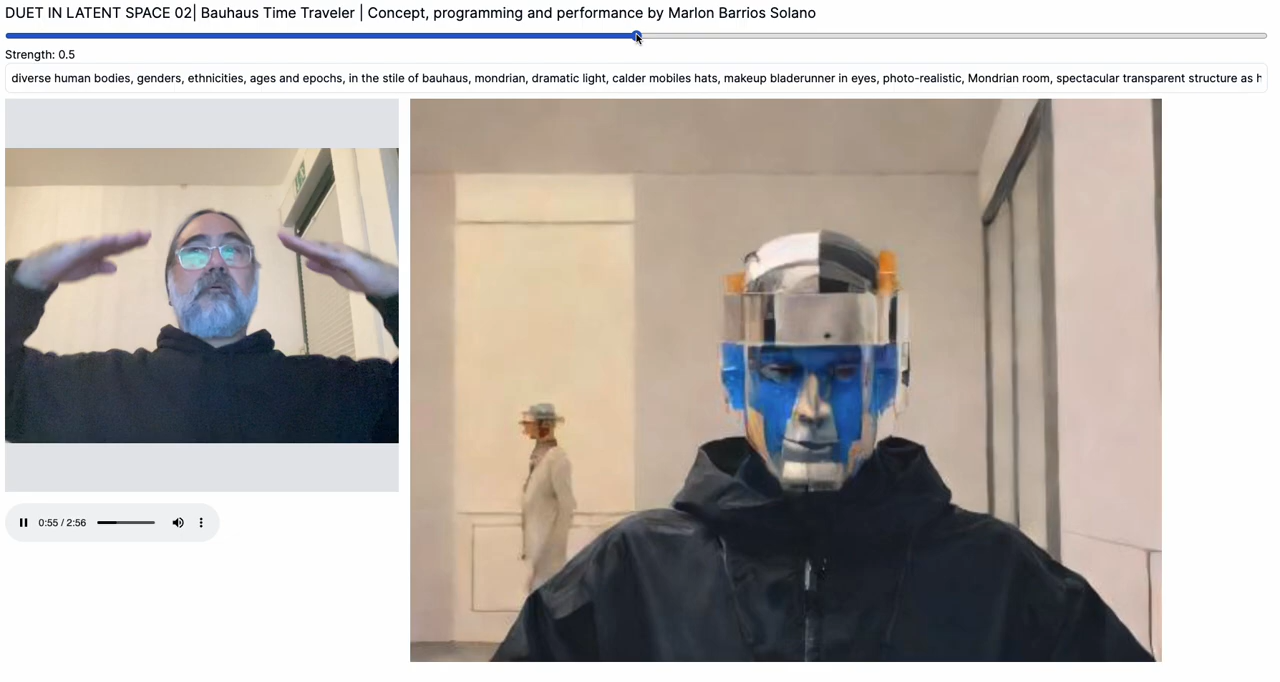 DUET IN LATENT SPACE 02| Bauhaus Time Traveler | Concept, programming and performance by Marlon Barrios Solano
Strength: 0.5
diverse human bodies, genders, ethnicities, ages and epochs, in the stile of bauhaus, mondrian, dramatic light, calder mobiles hats, makeup bladerunner in eyes, photo-realistic, Mondrian room, spectacular transparent structure as h
0:55 / 2:56